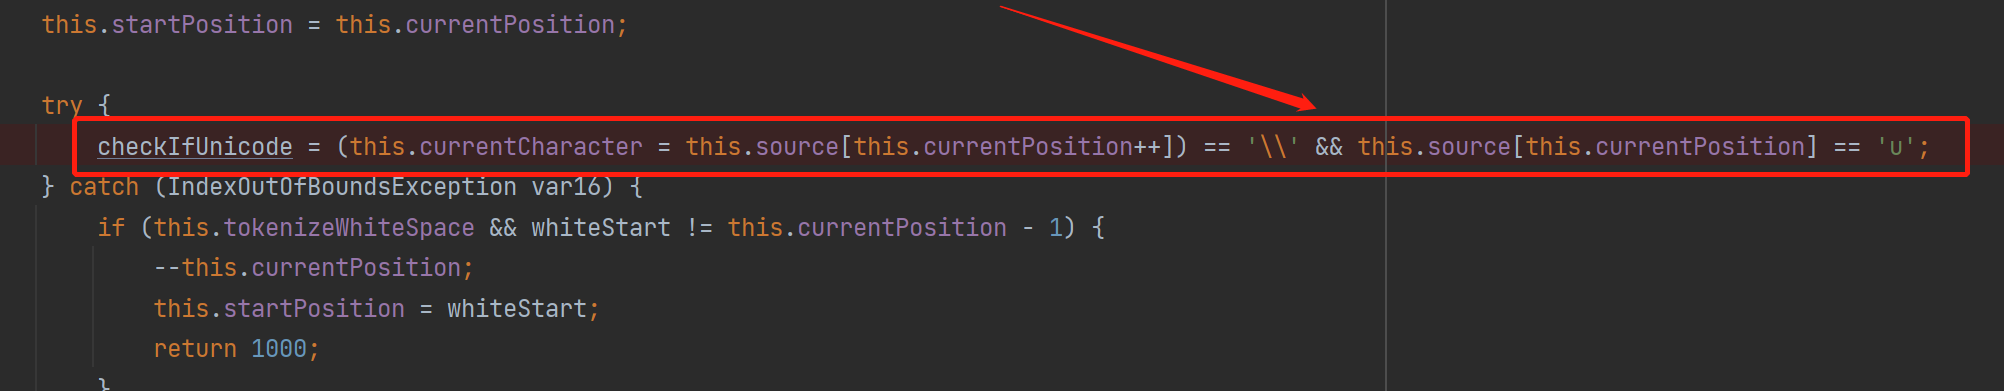 this.startPosition = this.currentPosition;
try {
checkIfUnicode = (this.currentCharacter = this.source[this.currentPosition++]) == '\\' && this.source[this.currentPosition] == 'u';
} catch (IndexOutOfBoundsException var16) {
if (this.tokenizeWhiteSpace && whiteStart != this.currentPosition - 1) {
--this.currentPosition;
this.startPosition = whiteStart;
return 1000;
}